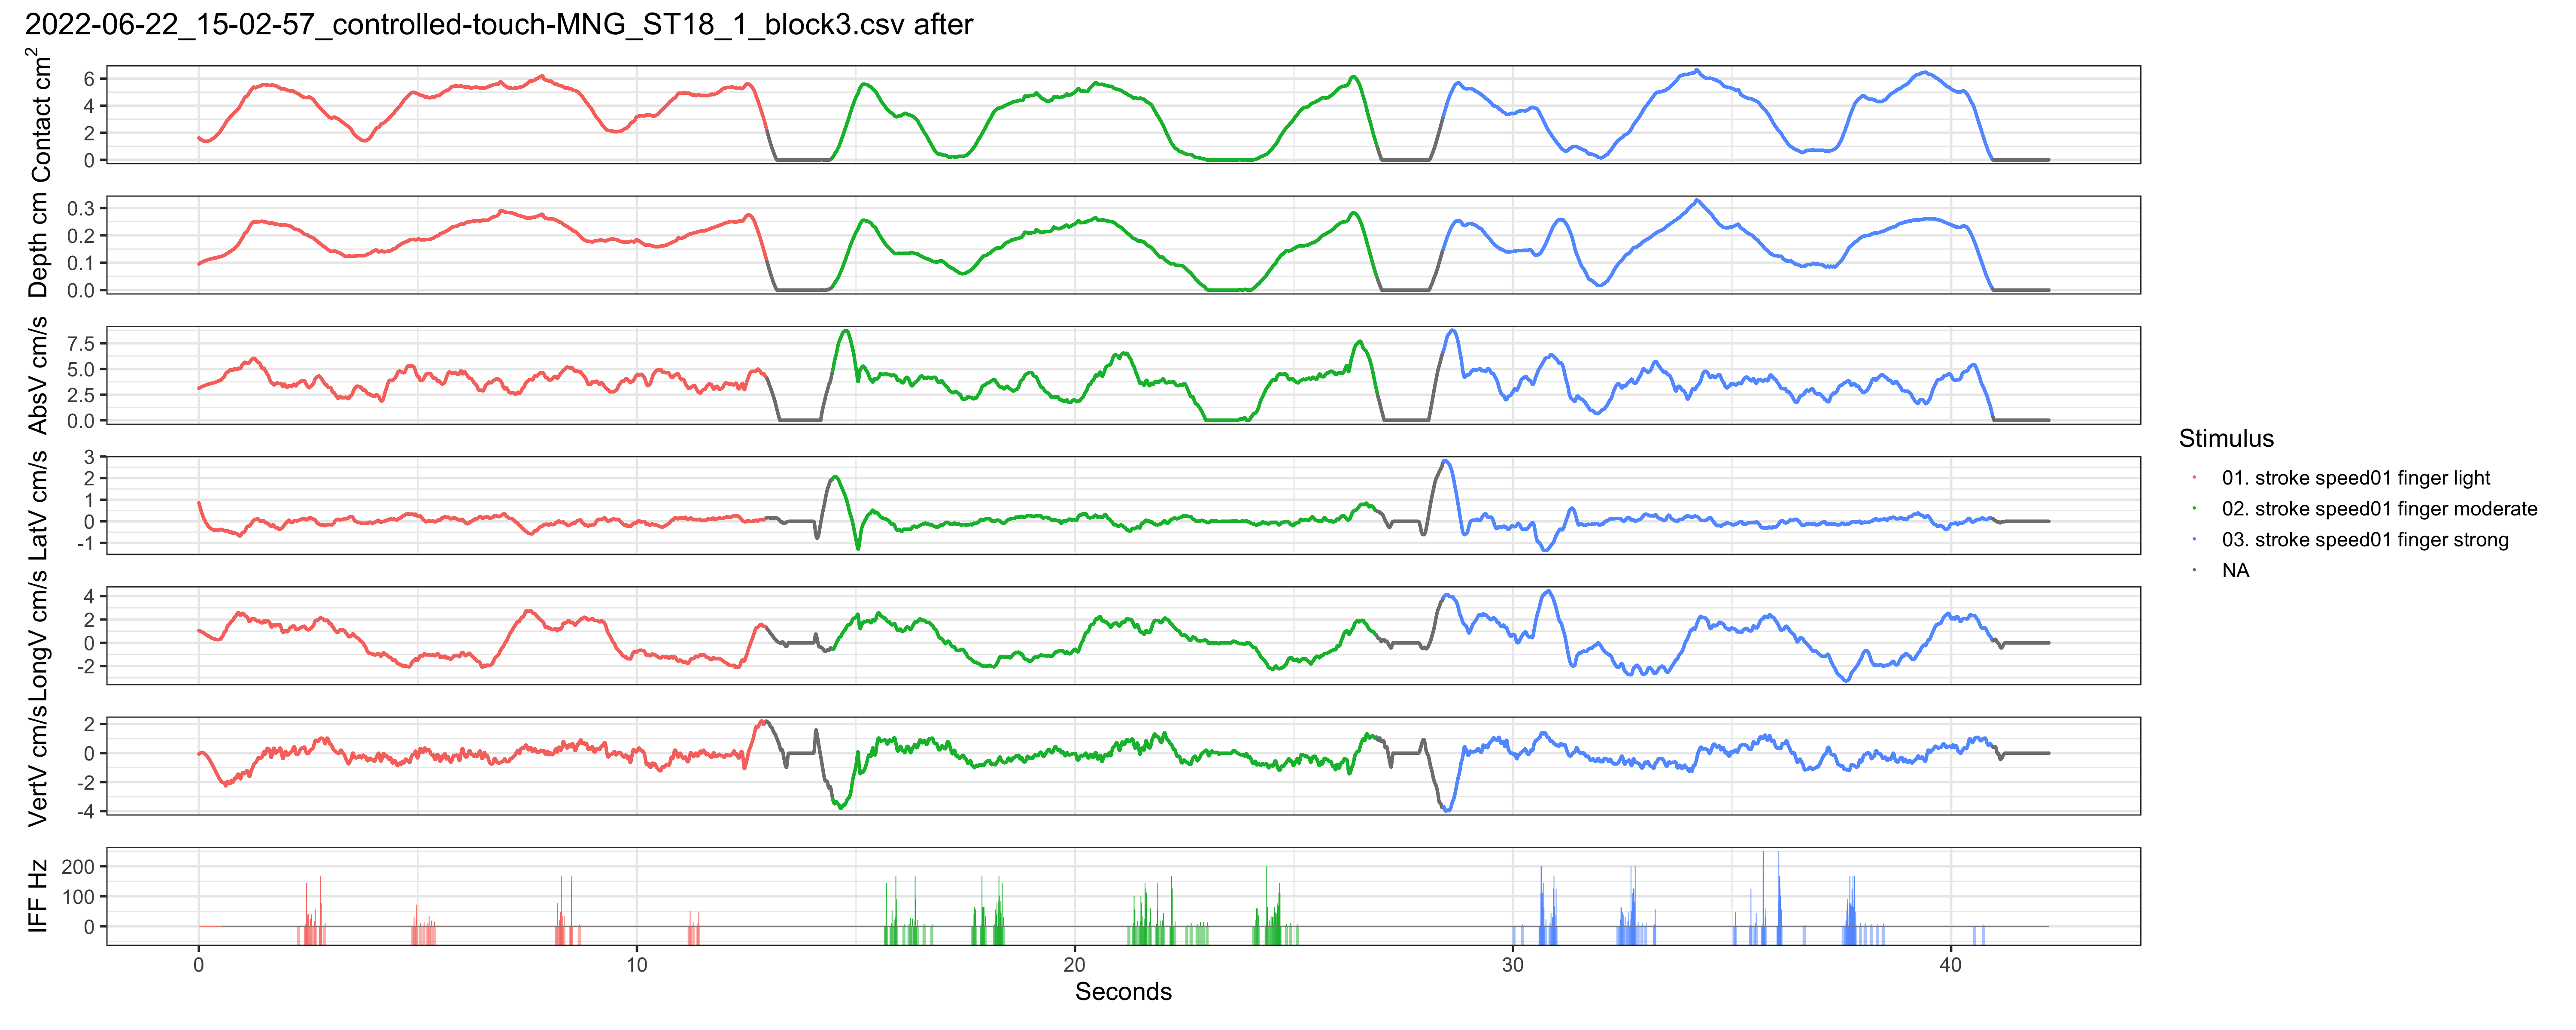 2022-06-22_15-02-57_controlled-touch-MNG_ST18_1_block3.csv after
Contact cm²
6
4
2
0
Depth cm
0.3
0.2
0.1
0.0
AbsV cm/s
7.5
5.0
2.5
0.0
LatV cm/s
3
2
1
0
-1
LongV cm/s
4
2
0
-2
VertV cm/s
2
0
-2
-4
IFF Hz
200
100
0
0 10 20 30 40
Seconds
Stimulus
01. stroke speed01 finger light
02. stroke speed01 finger moderate
03. stroke speed01 finger strong
NA